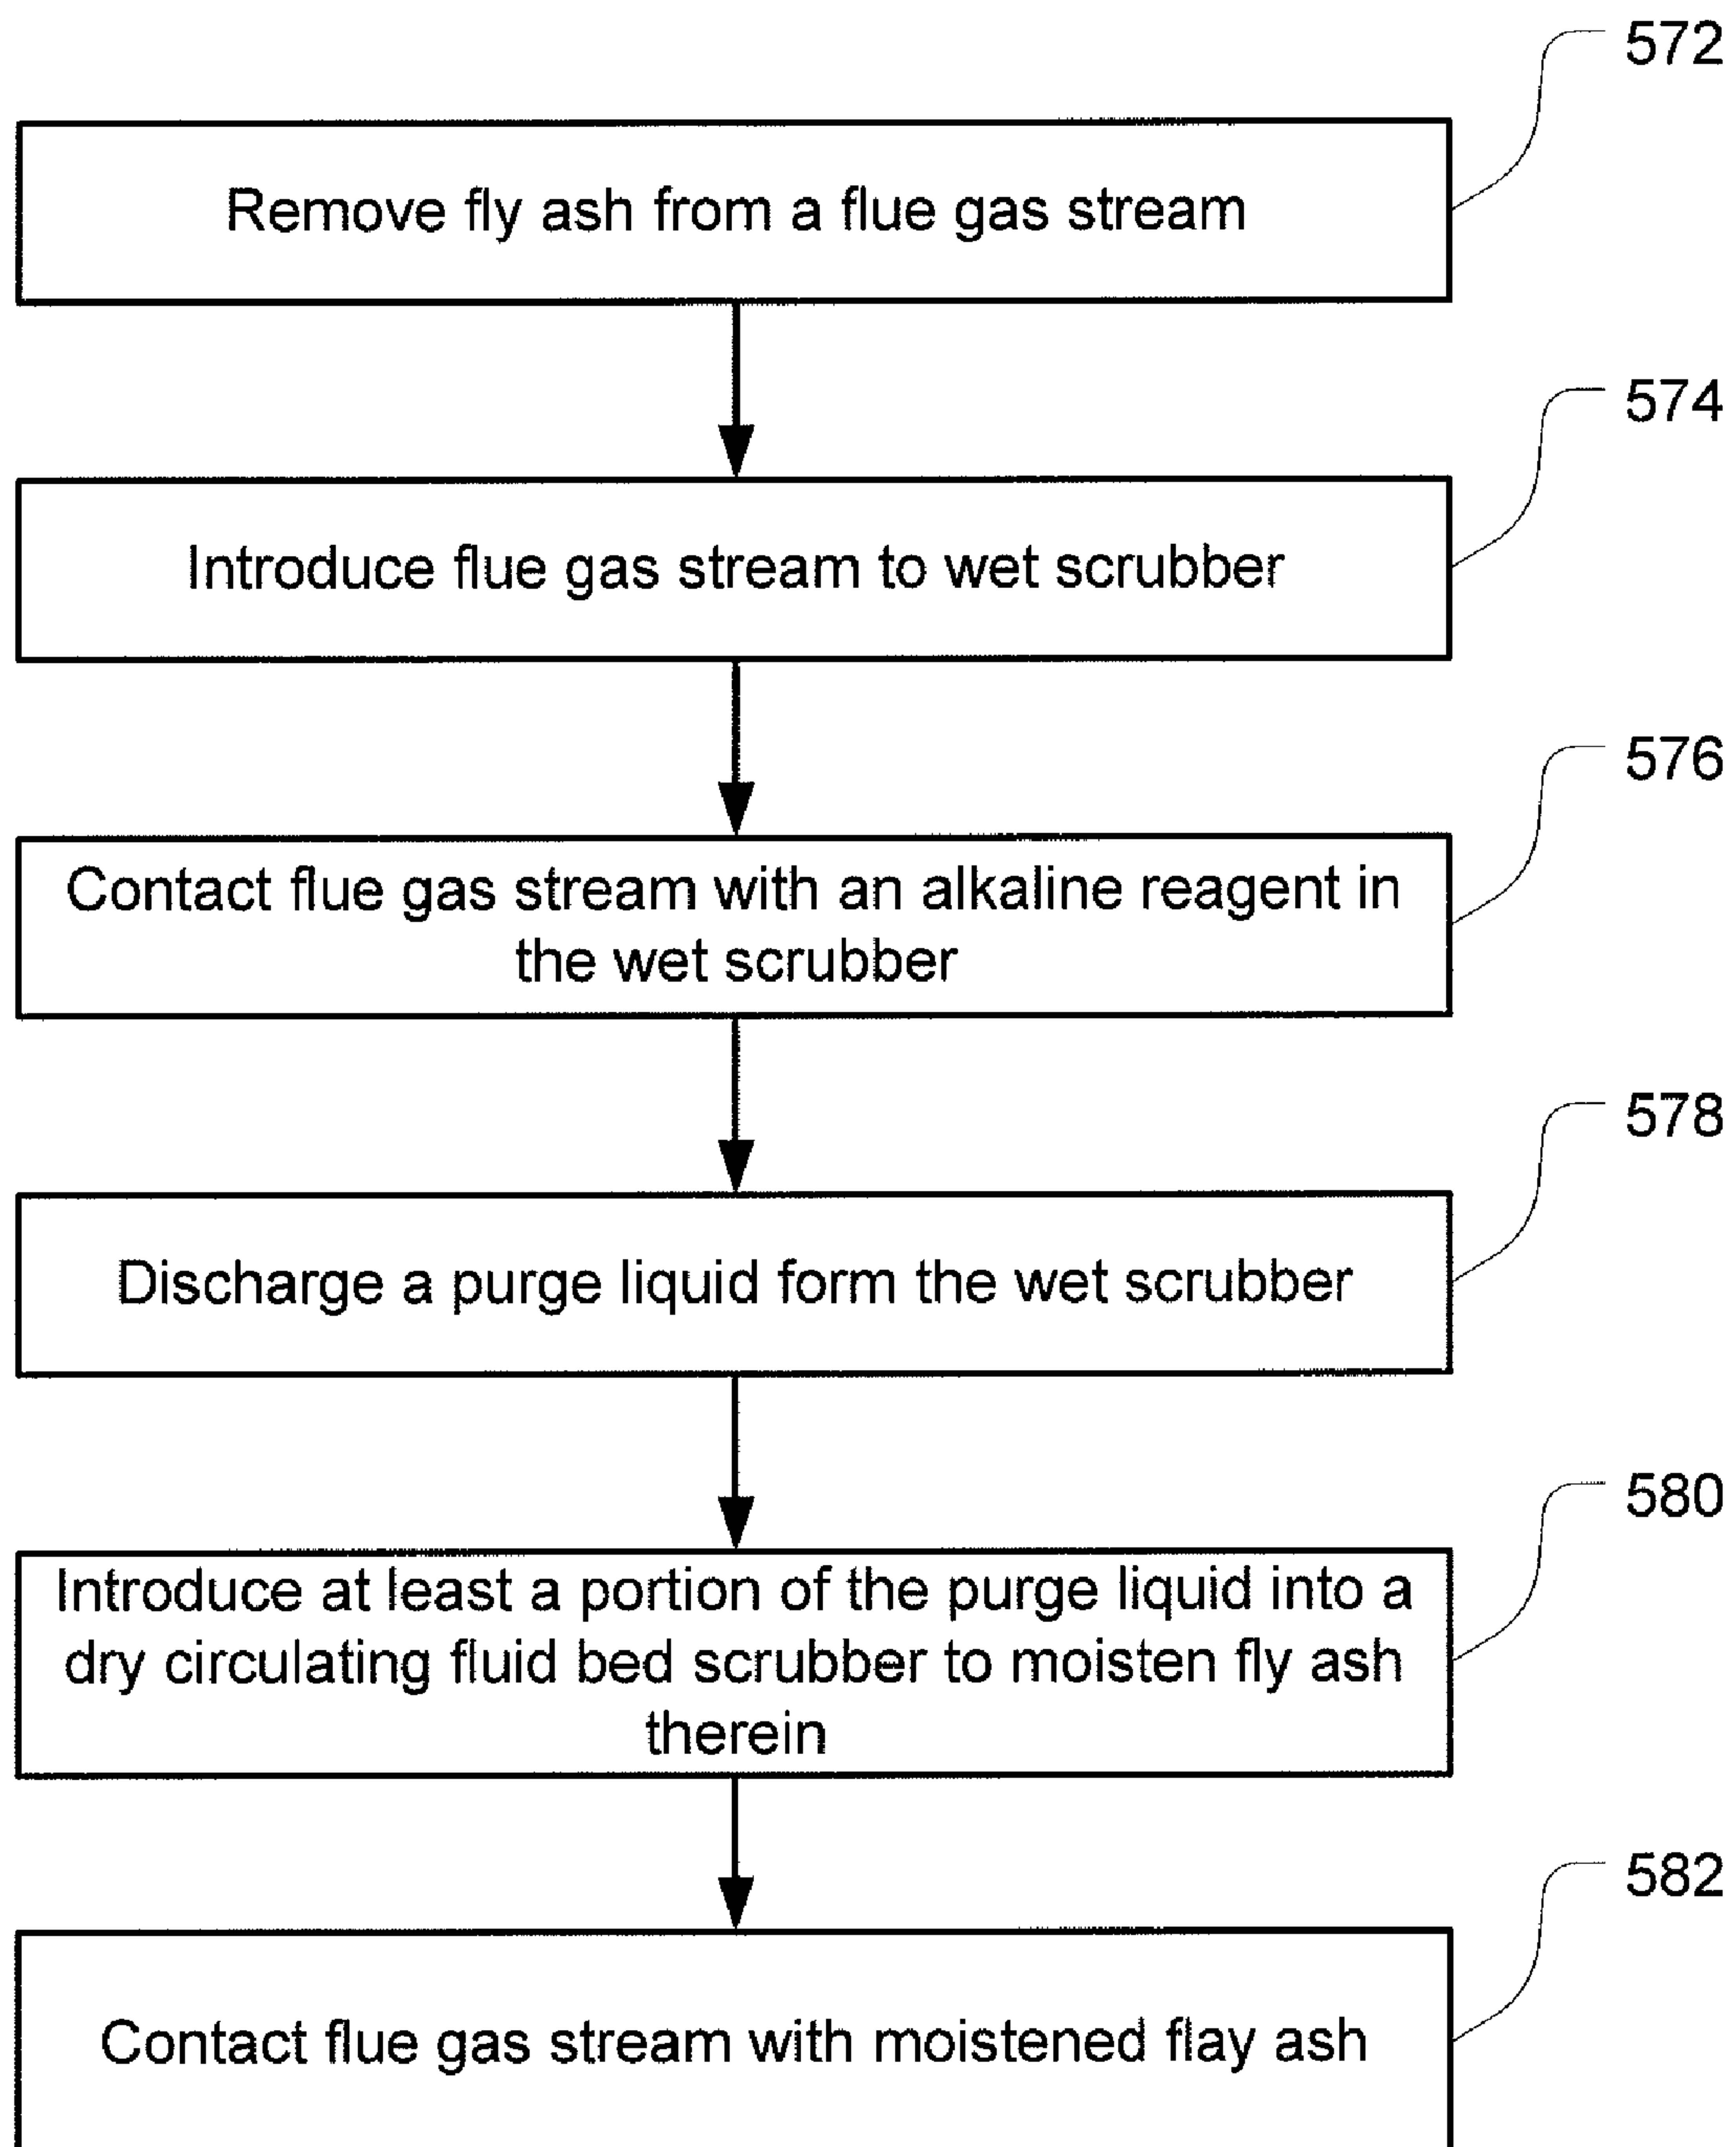 572
Remove fly ash from a flue gas stream
574
Introduce flue gas stream to wet scrubber
576
Contact flue gas stream with an alkaline reagent in
the wet scrubber
578
Discharge a purge liquid form the wet scrubber
580
Introduce at least a portion of the purge liquid into a
dry circulating fluid bed scrubber to moisten fly ash
therein
582
Contact flue gas stream with moistened flay ash